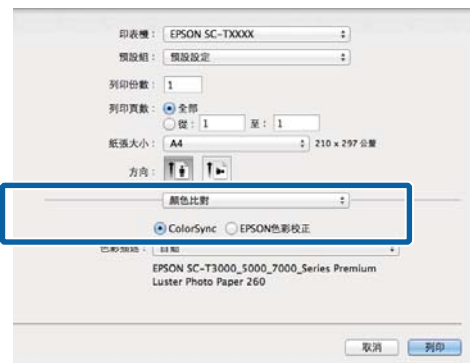 印表機： EPSON SC-TXXXX
預設組： 預設設定
列印份數： 1
列印頁數： 全部
從： 1 至： 1
紙張大小： A4 210 x 297 公釐
方向：
顏色比對
ColorSync EPSON色彩校正
色彩描述： 自動
EPSON SC-T3000_5000_7000_Series Premium
Luster Photo Paper 260
取消 列印